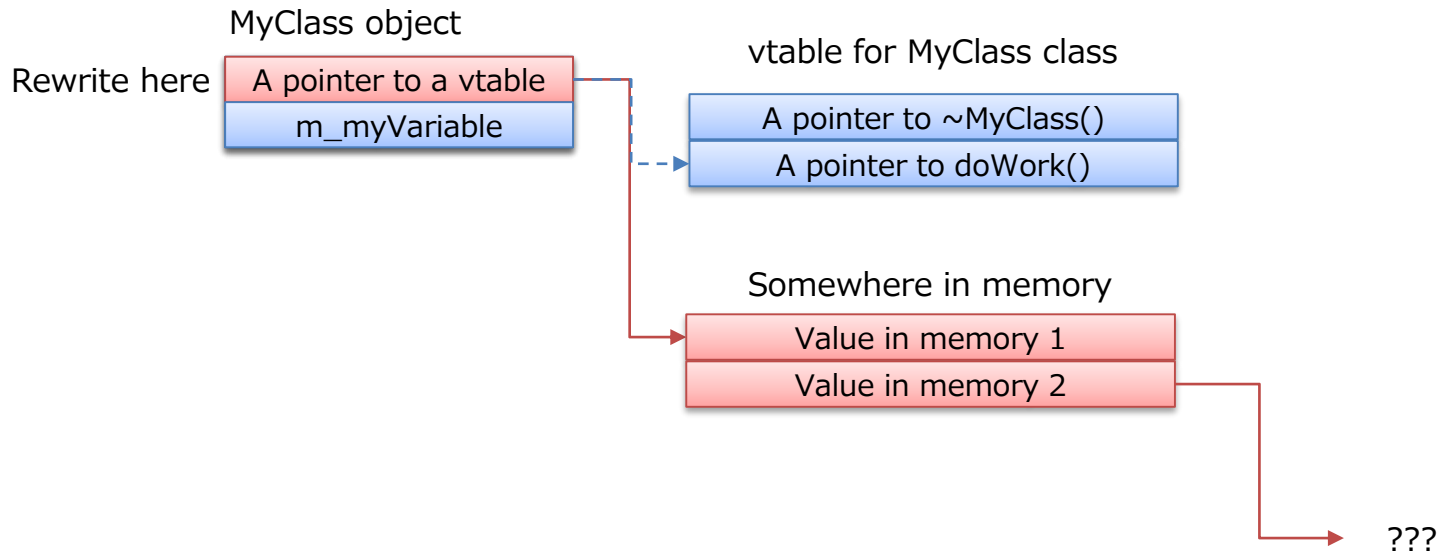 MyClass object
Rewrite here
A pointer to a vtable
m_myVariable
vtable for MyClass class
A pointer to ~MyClass()
A pointer to doWork()
Somewhere in memory
Value in memory 1
Value in memory 2
???